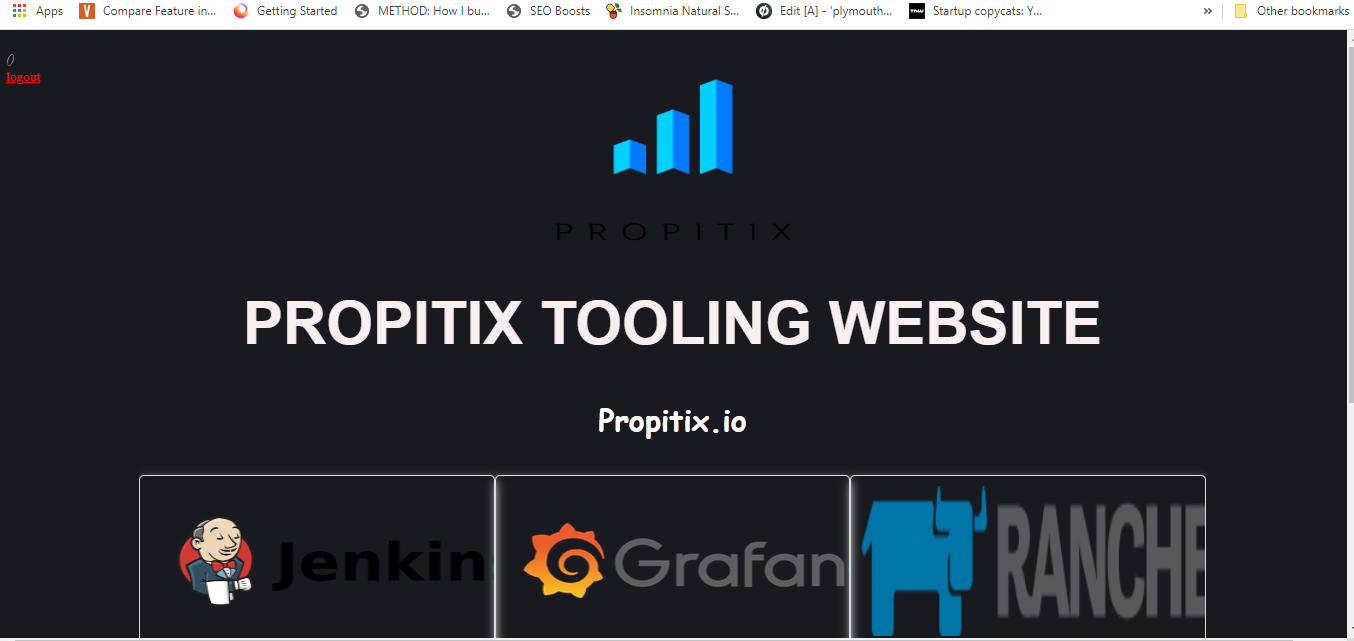 Apps Compare Feature in... Getting Started METHOD: How I bu... SEO Boosts Insomnia Natural S... Edit [A] - 'plymouth... Startup copycats: Y... » Other bookmarks
()
logout
PROPITIX
PROPITIX TOOLING WEBSITE
Propitix.io
Jenkin Grafan RANCHE